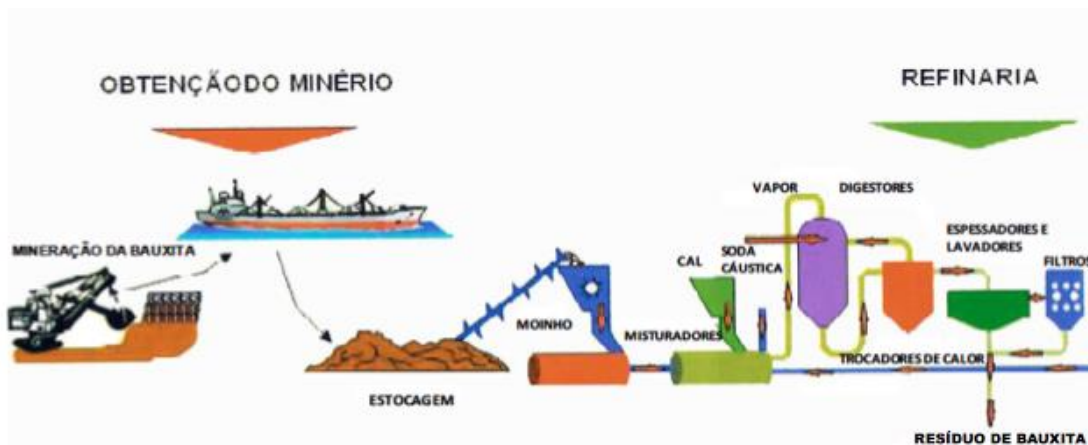 OBTENÇÃODO MINÉRIO
REFINARIA
MINERAÇÃO DA BAUXITA
ESTOCAGEM
MOINHO
MISTURADORES
CAL
SODA
CÁUSTICA
VAPOR
DIGESTORES
ESPESSADORES E
LAVADORES
FILTROS
TROCADORES DE CALOR
RESÍDUO DE BAUXITA